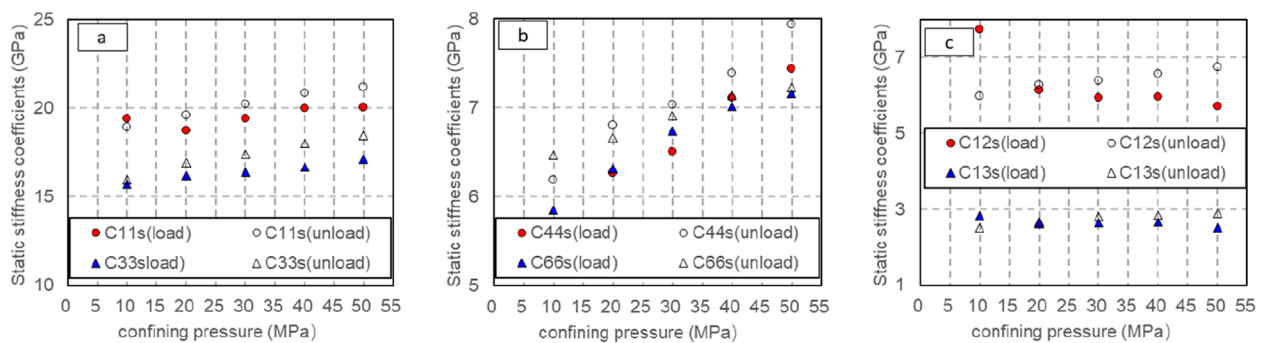 a
Static stiffness coefficients (GPa)
25
20
15
10
C11s(load) C11s(unload)
C33sload) C33s(unload)
0 5 10 15 20 25 30 35 40 45 50 55
confining pressure (MPa)
b
Static stiffness coefficients (GPa)
8
7
6
5
C44s(load) C44s(unload)
C66s(load) C66s(unload)
0 5 10 15 20 25 30 35 40 45 50 55
confining pressure (MPa)
c
Static stiffness coefficients (GPa)
7
5
3
1
C12s(load) C12s(unload)
C13s(load) C13s(unload)
0 5 10 15 20 25 30 35 40 45 50 55
confining pressure (MPa)